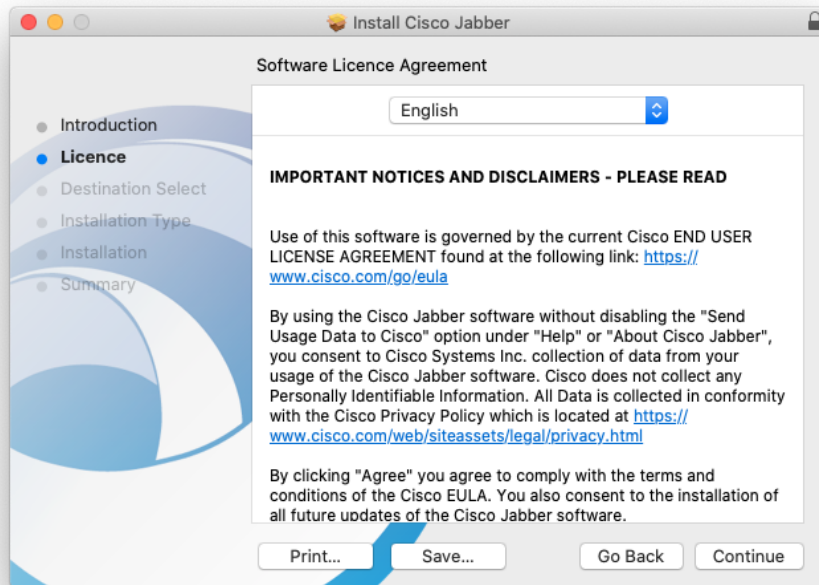 Install Cisco Jabber
Software Licence Agreement
English
Introduction
Licence
Destination Select
Installation Type
Installation
Summary
IMPORTANT NOTICES AND DISCLAIMERS - PLEASE READ
Use of this software is governed by the current Cisco END USER
LICENSE AGREEMENT found at the following link: https://
www.cisco.com/go/eula
By using the Cisco Jabber software without disabling the "Send
Usage Data to Cisco" option under "Help" or "About Cisco Jabber",
you consent to Cisco Systems Inc. collection of data from your
usage of the Cisco Jabber software. Cisco does not collect any
Personally Identifiable Information. All Data is collected in conformity
with the Cisco Privacy Policy which is located at https://
www.cisco.com/web/siteassets/legal/privacy.html
By clicking "Agree" you agree to comply with the terms and
conditions of the Cisco EULA. You also consent to the installation of
all future updates of the Cisco Jabber software.
Print...
Save...
Go Back
Continue